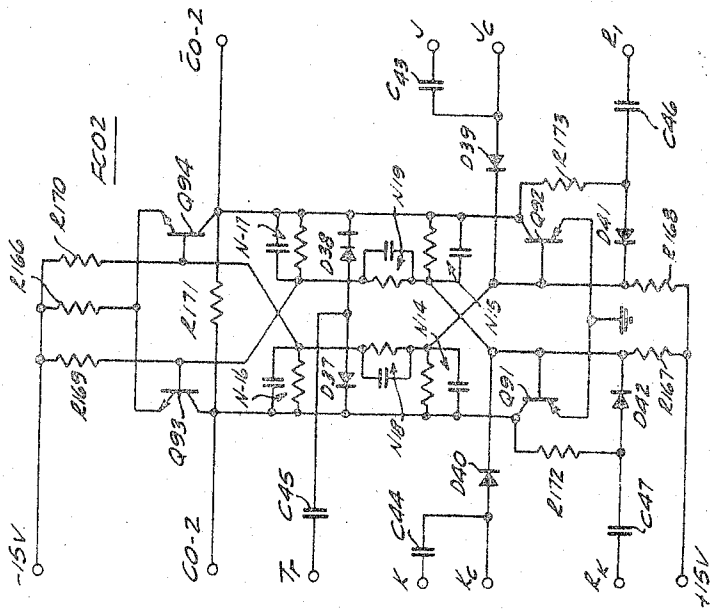 FC02
R166
R170
-15V
R169
Q93
Q94
CO-2
C̄O-2
R171
N-16
N-17
D38
N19
TP
C45
D37
N18
N14
N15
C43
J
JC
D39
K
C44
KC
D40
Q91
Q92
R173
R172
D41
D42
R1
C46
RK
C47
R167
R168
+15V